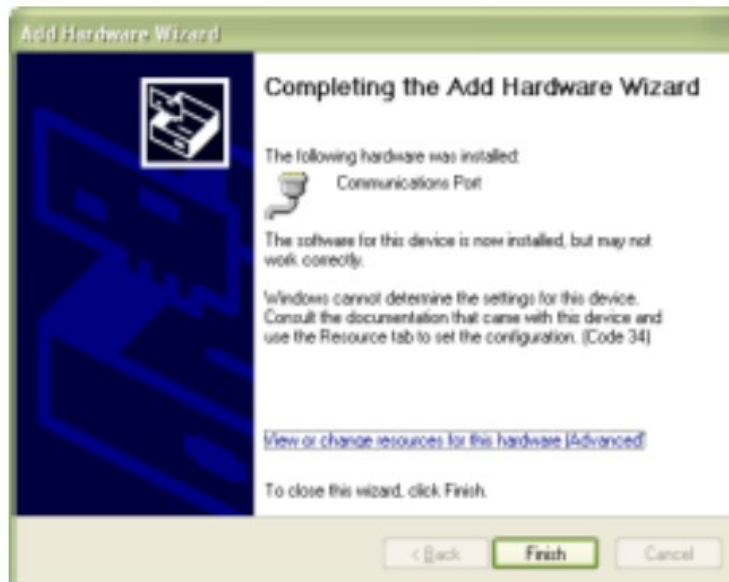 Add Hardware Wizard
Completing the Add Hardware Wizard
The following hardware was installed:
Communications Port
The software for this device is now installed, but may not
work correctly.
Windows cannot determine the settings for this device.
Consult the documentation that came with this device and
use the Resource tab to set the configuration. (Code 34)
View or change resources for this hardware (Advanced)
To close this wizard, click Finish.
< Back Finish Cancel